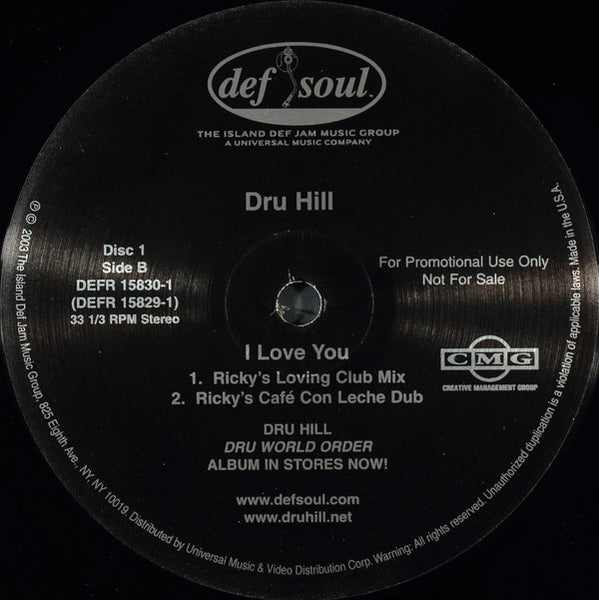 def soul
THE ISLAND DEF JAM MUSIC GROUP
A UNIVERSAL MUSIC COMPANY
Dru Hill
Disc 1
Side B
DEFR 15830-1
(DEFR 15829-1)
33 1/3 RPM Stereo
For Promotional Use Only
Not For Sale
I Love You
1. Ricky's Loving Club Mix
2. Ricky's Café Con Leche Dub
CMG
CREATIVE MANAGEMENT GROUP
DRU HILL
DRU WORLD ORDER
ALBUM IN STORES NOW!
www.defsoul.com
www.druhill.net
℗ © 2003 The Island Def Jam Music Group, 825 Eighth Ave., NY, NY 10019. Distributed by Universal Music & Video Distribution Corp. Warning: All rights reserved. Unauthorized duplication is a violation of applicable laws. Made in the U.S.A.